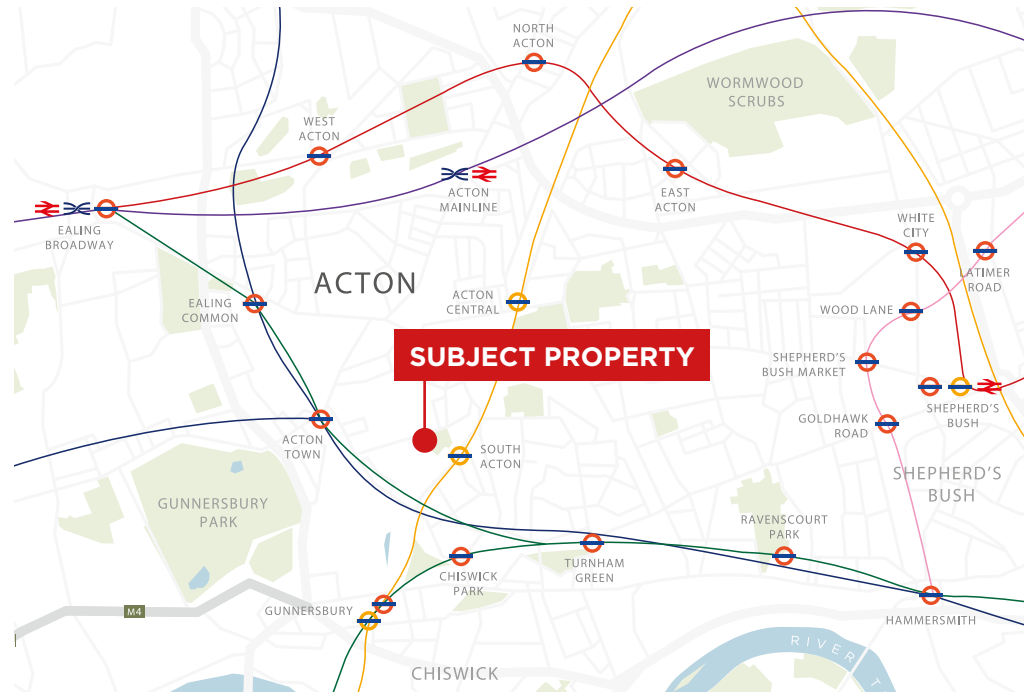 NORTH
ACTON
WORMWOOD
SCRUBS
WEST
ACTON
ACTON
MAINLINE
EAST
ACTON
EALING
BROADWAY
WHITE
CITY
LATIMER
ROAD
ACTON
EALING
COMMON
ACTON
CENTRAL
WOOD LANE
SUBJECT PROPERTY
SHEPHERD'S
BUSH MARKET
SHEPHERD'S
BUSH
GOLDHAWK
ROAD
ACTON
TOWN
SOUTH
ACTON
SHEPHERD'S
BUSH
GUNNERSBURY
PARK
RAVENSCOURT
PARK
TURNHAM
GREEN
CHISWICK
PARK
GUNNERSBURY
M4
HAMMERSMITH
CHISWICK
RIVER T